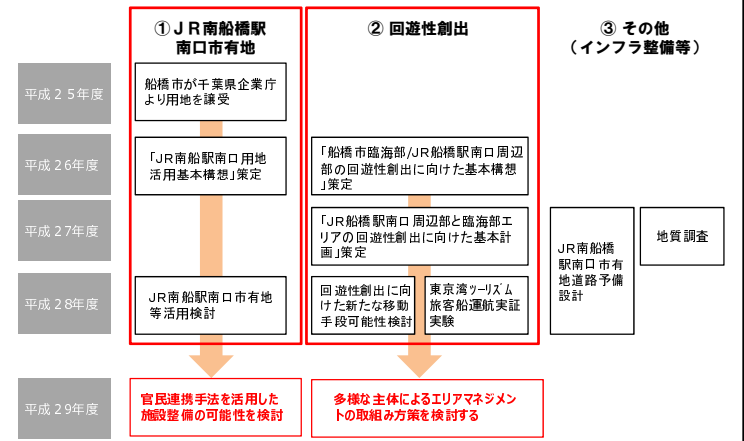 ①ＪＲ南船橋駅
南口市有地
② 回遊性創出
③ その他
（インフラ整備等）
平成２５年度
船橋市が千葉県企業庁
より用地を譲受
平成26年度
「JR南船駅南口用地
活用基本構想」策定
「船橋市臨海部/JR船橋駅南口周辺
部の回遊性創出に向けた基本構想
」策定
平成27年度
「JR船橋駅南口周辺部と臨海部エ
リアの回遊性創出に向けた基本計
画」策定
JR南船橋
駅南口市有
地道路予備
設計
地質調査
平成28年度
JR南船駅南口市有地
等活用検討
回遊性創出に向
けた新たな移動
手段可能性検討
東京湾ツーリズム
旅客船運航実証
実験
平成29年度
官民連携手法を活用した
施設整備の可能性を検討
多様な主体によるエリアマネジメン
トの取組み方策を検討する